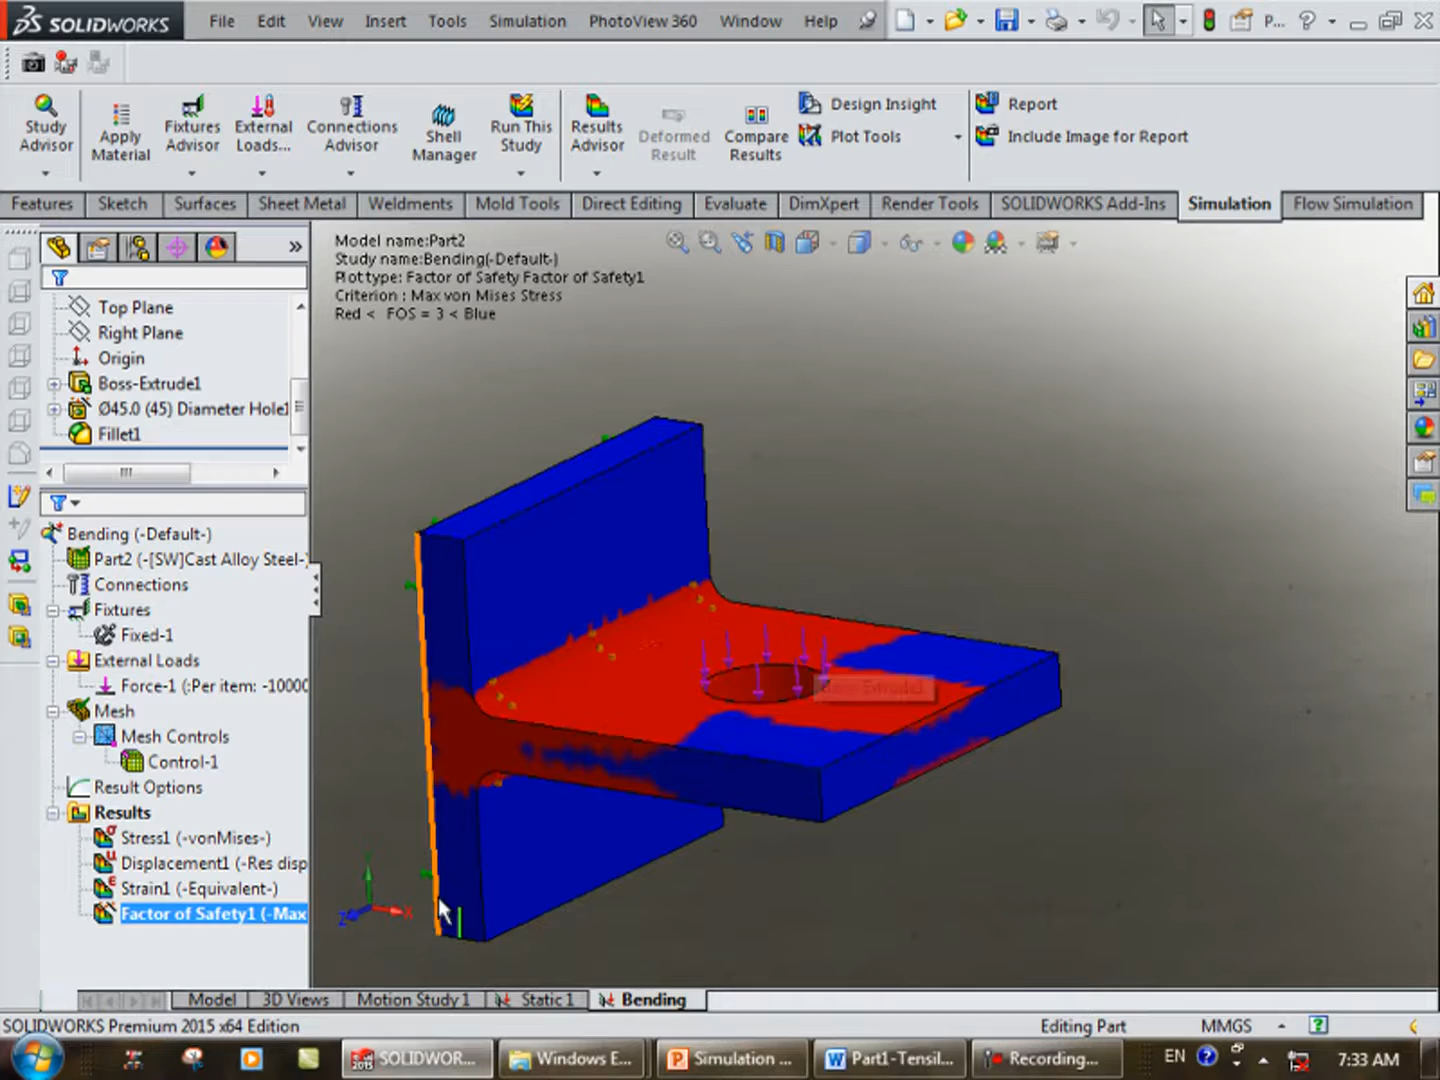 SOLIDWORKS File Edit View Insert Tools Simulation PhotoView 360 Window Help P... ?
Study Advisor
Apply Material
Fixtures Advisor
External Loads...
Connections Advisor
Shell Manager
Run This Study
Results Advisor
Deformed Result
Compare Results
Design Insight
Plot Tools
Report
Include Image for Report
Features Sketch Surfaces Sheet Metal Weldments Mold Tools Direct Editing Evaluate DimXpert Render Tools SOLIDWORKS Add-Ins Simulation Flow Simulation
Model name:Part2
Study name:Bending(-Default-)
Plot type: Factor of Safety Factor of Safety1
Criterion : Max von Mises Stress
Red < FOS = 3 < Blue
Top Plane
Right Plane
Origin
Boss-Extrude1
Ø45.0 (45) Diameter Hole1
Fillet1
Bending (-Default-)
Part2 (-[SW]Cast Alloy Steel-)
Connections
Fixtures
Fixed-1
External Loads
Force-1 (:Per item: -1000
Mesh
Mesh Controls
Control-1
Result Options
Results
Stress1 (-vonMises-)
Displacement1 (-Res disp
Strain1 (-Equivalent-)
Factor of Safety1 (-Max
Boss-Extrude1
Y
Z X
Model 3D Views Motion Study 1 Static 1 Bending
SOLIDWORKS Premium 2015 x64 Edition Editing Part MMGS ?
SOLIDWOR... Windows E... Simulation ... Part1-Tensil... Recording... EN ? 7:33 AM